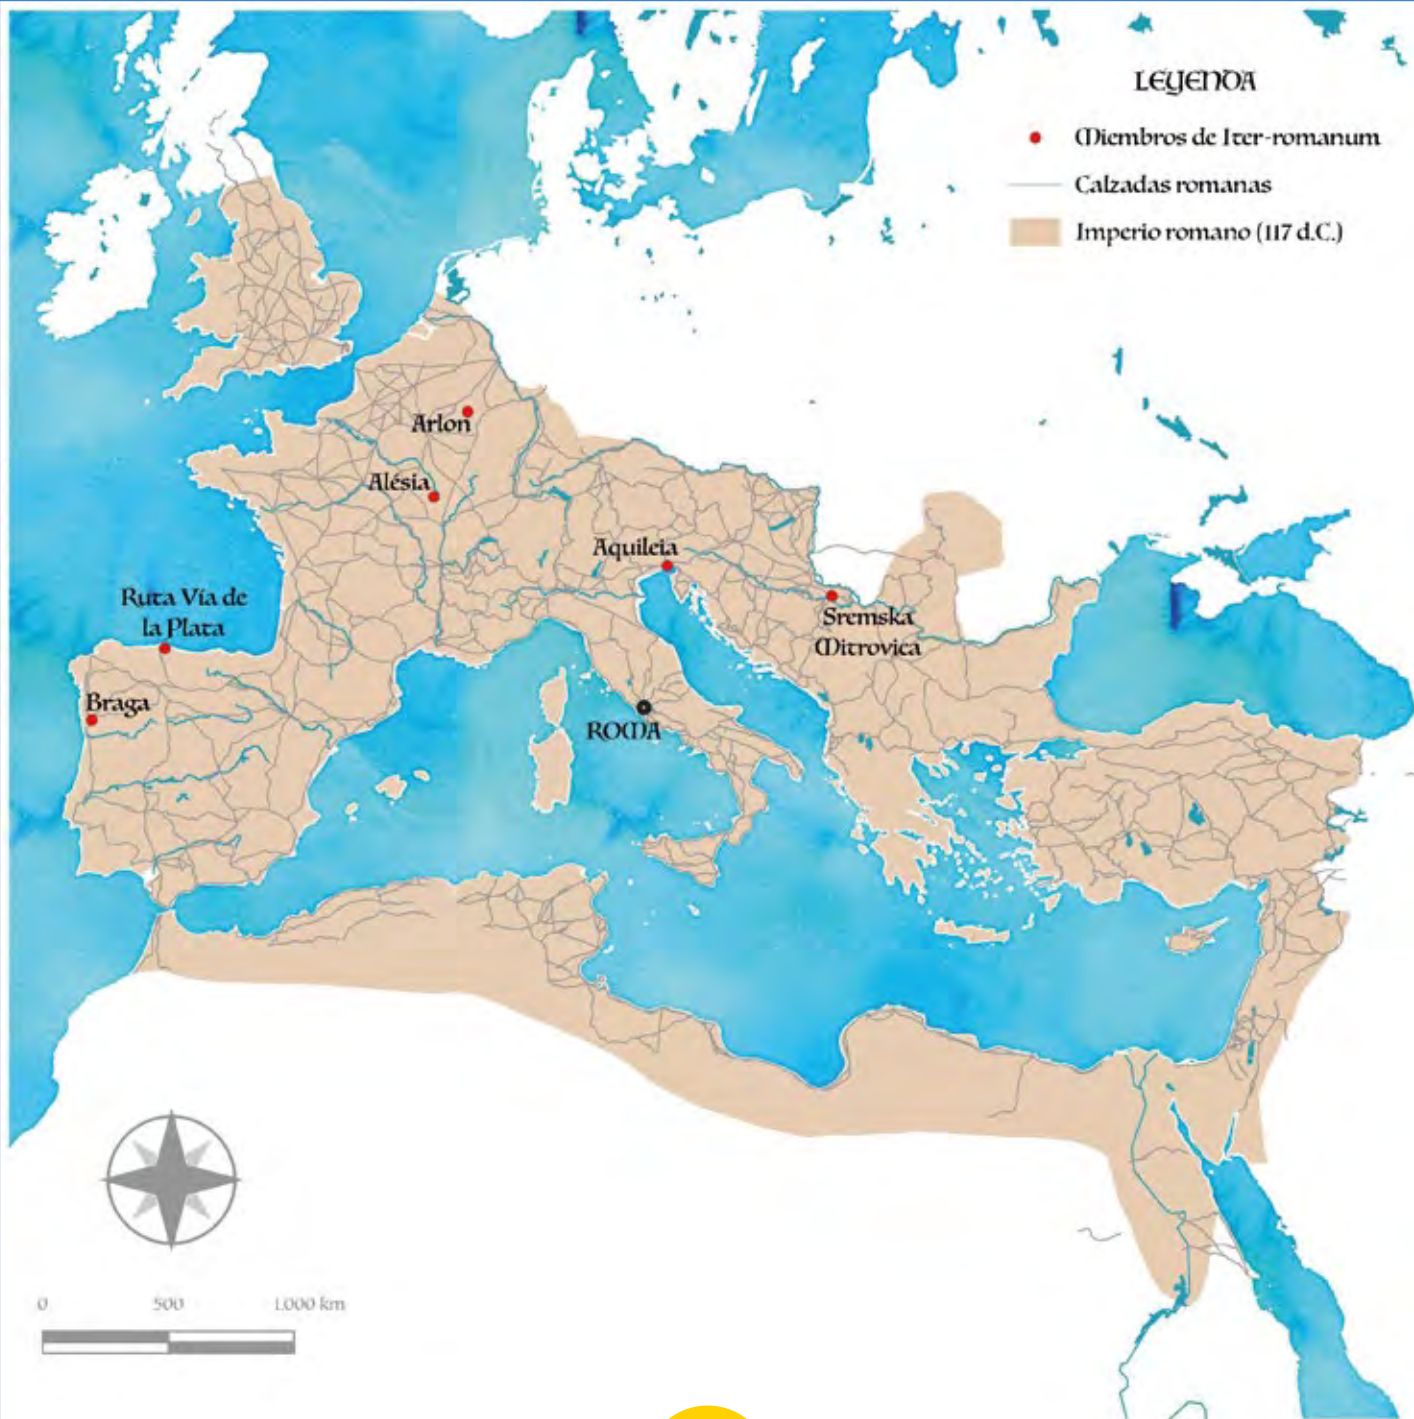 LEYENDA
Miembros de Iter-romanum
Calzadas romanas
Imperio romano (117 d.C.)
Arlon
Alésia
Aquileia
Ruta Vía de
la Plata
Sremska
Mitrovica
Braga
ROMA
0 500 1.000 km